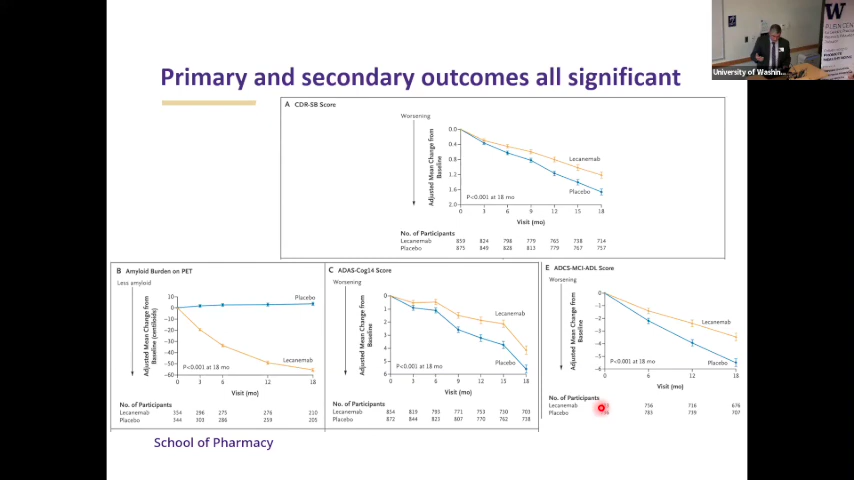 University of Washin...
W
Primary and secondary outcomes all significant
A CDR-SB Score
Worsening
Adjusted Mean Change from Baseline
0.0
0.4
0.8
1.2
1.6
2.0
Lecanemab
Placebo
P<0.001 at 18 mo
0 3 6 9 12 15 18
Visit (mo)
No. of Participants
Lecanemab 859 824 798 779 765 738 714
Placebo 875 849 828 813 779 767 757
B Amyloid Burden on PET
Less amyloid
Adjusted Mean Change from Baseline (centiloids)
10
0
-10
-20
-30
-40
-50
-60
Placebo
Lecanemab
P<0.001 at 18 mo
0 3 6 12 18
Visit (mo)
No. of Participants
Lecanemab 354 296 275 276 210
Placebo 344 303 286 259 205
C ADAS-Cog14 Score
Worsening
Adjusted Mean Change from Baseline
0
1
2
3
4
5
6
Lecanemab
Placebo
P<0.001 at 18 mo
0 3 6 9 12 15 18
Visit (mo)
No. of Participants
Lecanemab 854 819 793 771 753 730 703
Placebo 872 844 823 807 770 762 738
E ADCS-MCI-ADL Score
Worsening
Adjusted Mean Change from Baseline
0
-1
-2
-3
-4
-5
-6
Lecanemab
Placebo
P<0.001 at 18 mo
0 6 12 18
Visit (mo)
No. of Participants
Lecanemab 756 716 676
Placebo 783 739 707
School of Pharmacy